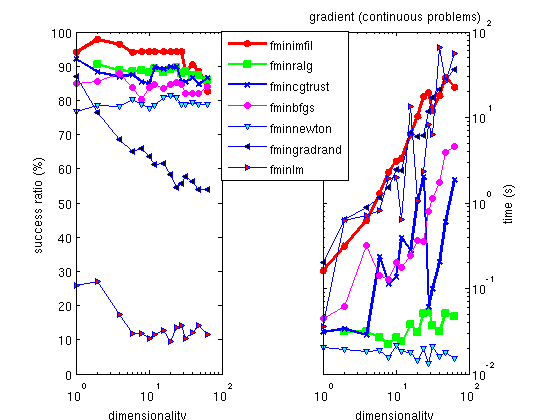 gradient (continuous problems)
100
90
80
70
60
50
40
30
20
10
0
success ratio (%)
10^0
10^1
10^2
dimensionality
fminimfil
fminralg
fmincgtrust
fminbfgs
fminnewton
fmingradrand
fminlm
10^2
10^1
10^0
10^-1
10^-2
time (s)
10^0
10^1
10^2
dimensionality